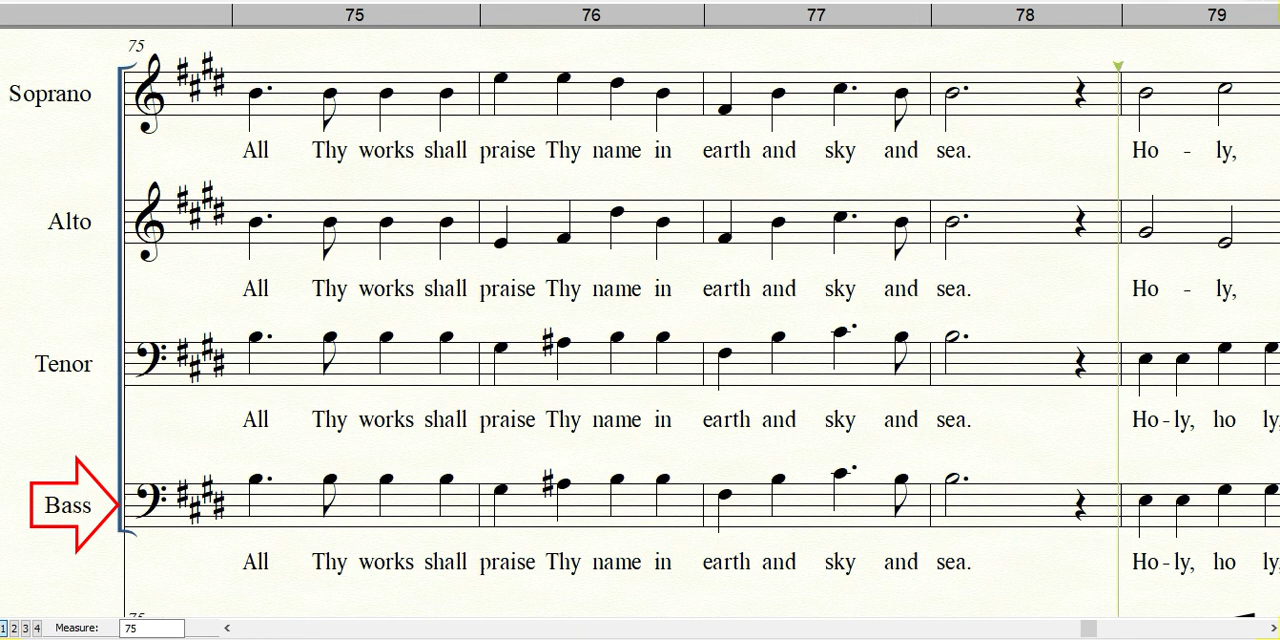 75 76 77 78 79
75
Soprano
All Thy works shall praise Thy name in earth and sky and sea. Ho - ly,
Alto
All Thy works shall praise Thy name in earth and sky and sea. Ho - ly,
Tenor
All Thy works shall praise Thy name in earth and sky and sea. Ho - ly, ho ly,
Bass
All Thy works shall praise Thy name in earth and sky and sea. Ho - ly, ho ly,
1 2 3 4 Measure: 75